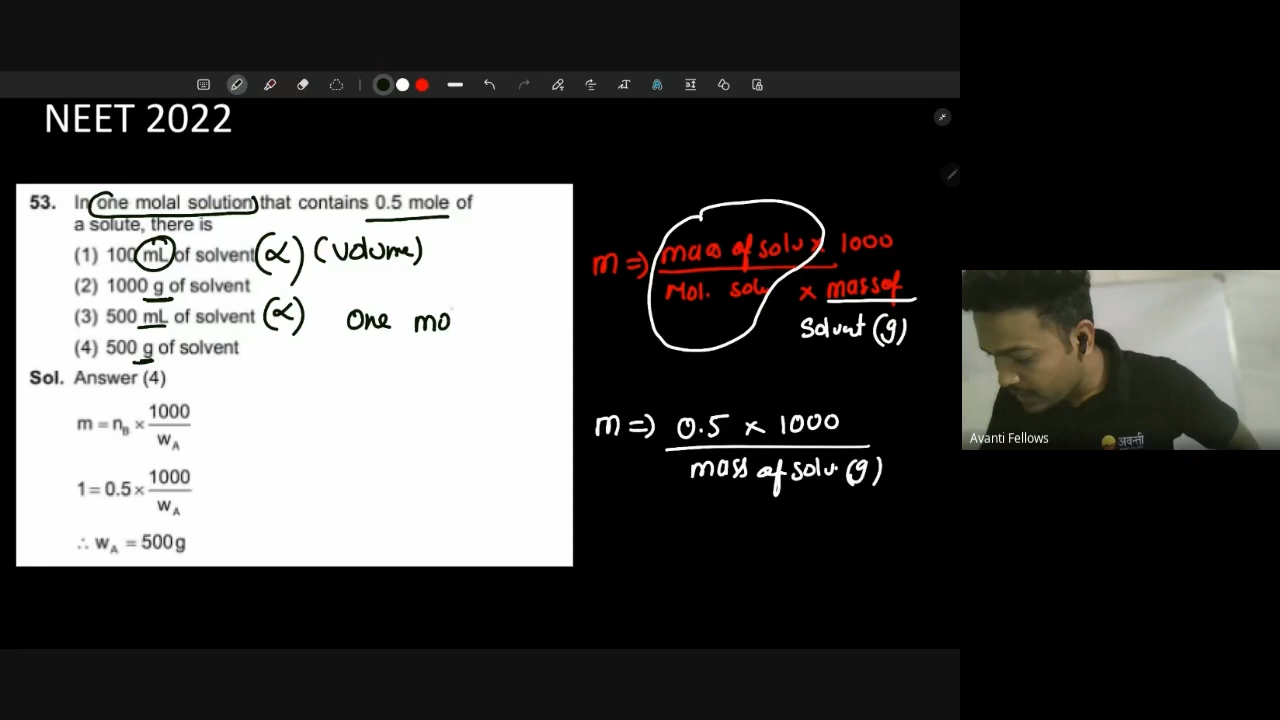 NEET 2022
53. In one molal solution that contains 0.5 mole of
a solute, there is
(1) 100 mL of solvent (α) (Volume)
(2) 1000 g of solvent
(3) 500 mL of solvent (α) One mo
(4) 500 g of solvent
Sol. Answer (4)
m = n_B × 1000/w_A
1 = 0.5 × 1000/w_A
∴ w_A = 500 g
m ⇒ mass of solu × 1000
Mol. solu × mass of
Solvent (g)
m ⇒ 0.5 × 1000
mass of solv. (g)
Avanti Fellows
अवन्ती